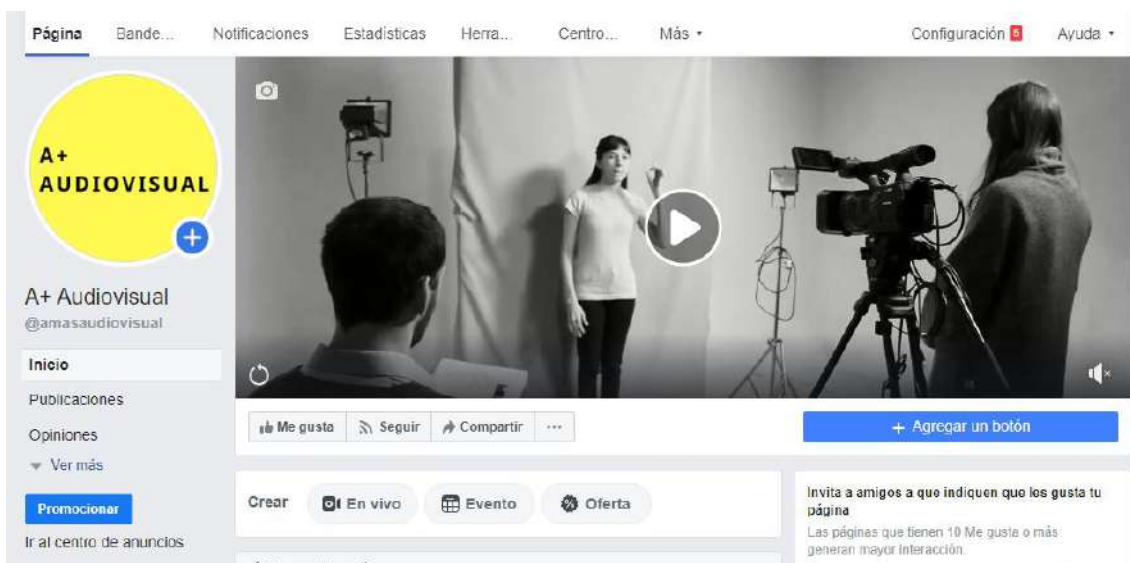 Página Bande... Notificaciones Estadísticas Herra... Centro... Más Configuración 5 Ayuda
A+
AUDIOVISUAL
A+ Audiovisual
@amasaudiovisual
Inicio
Publicaciones
Opiniones
Ver más
Promocionar
Ir al centro de anuncios
Me gusta Seguir Compartir ...
+ Agregar un botón
Crear En vivo Evento Oferta
Invita a amigos a que indiquen que les gusta tu
página
Las páginas que tienen 10 Me gusta o más
generan mayor interacción.